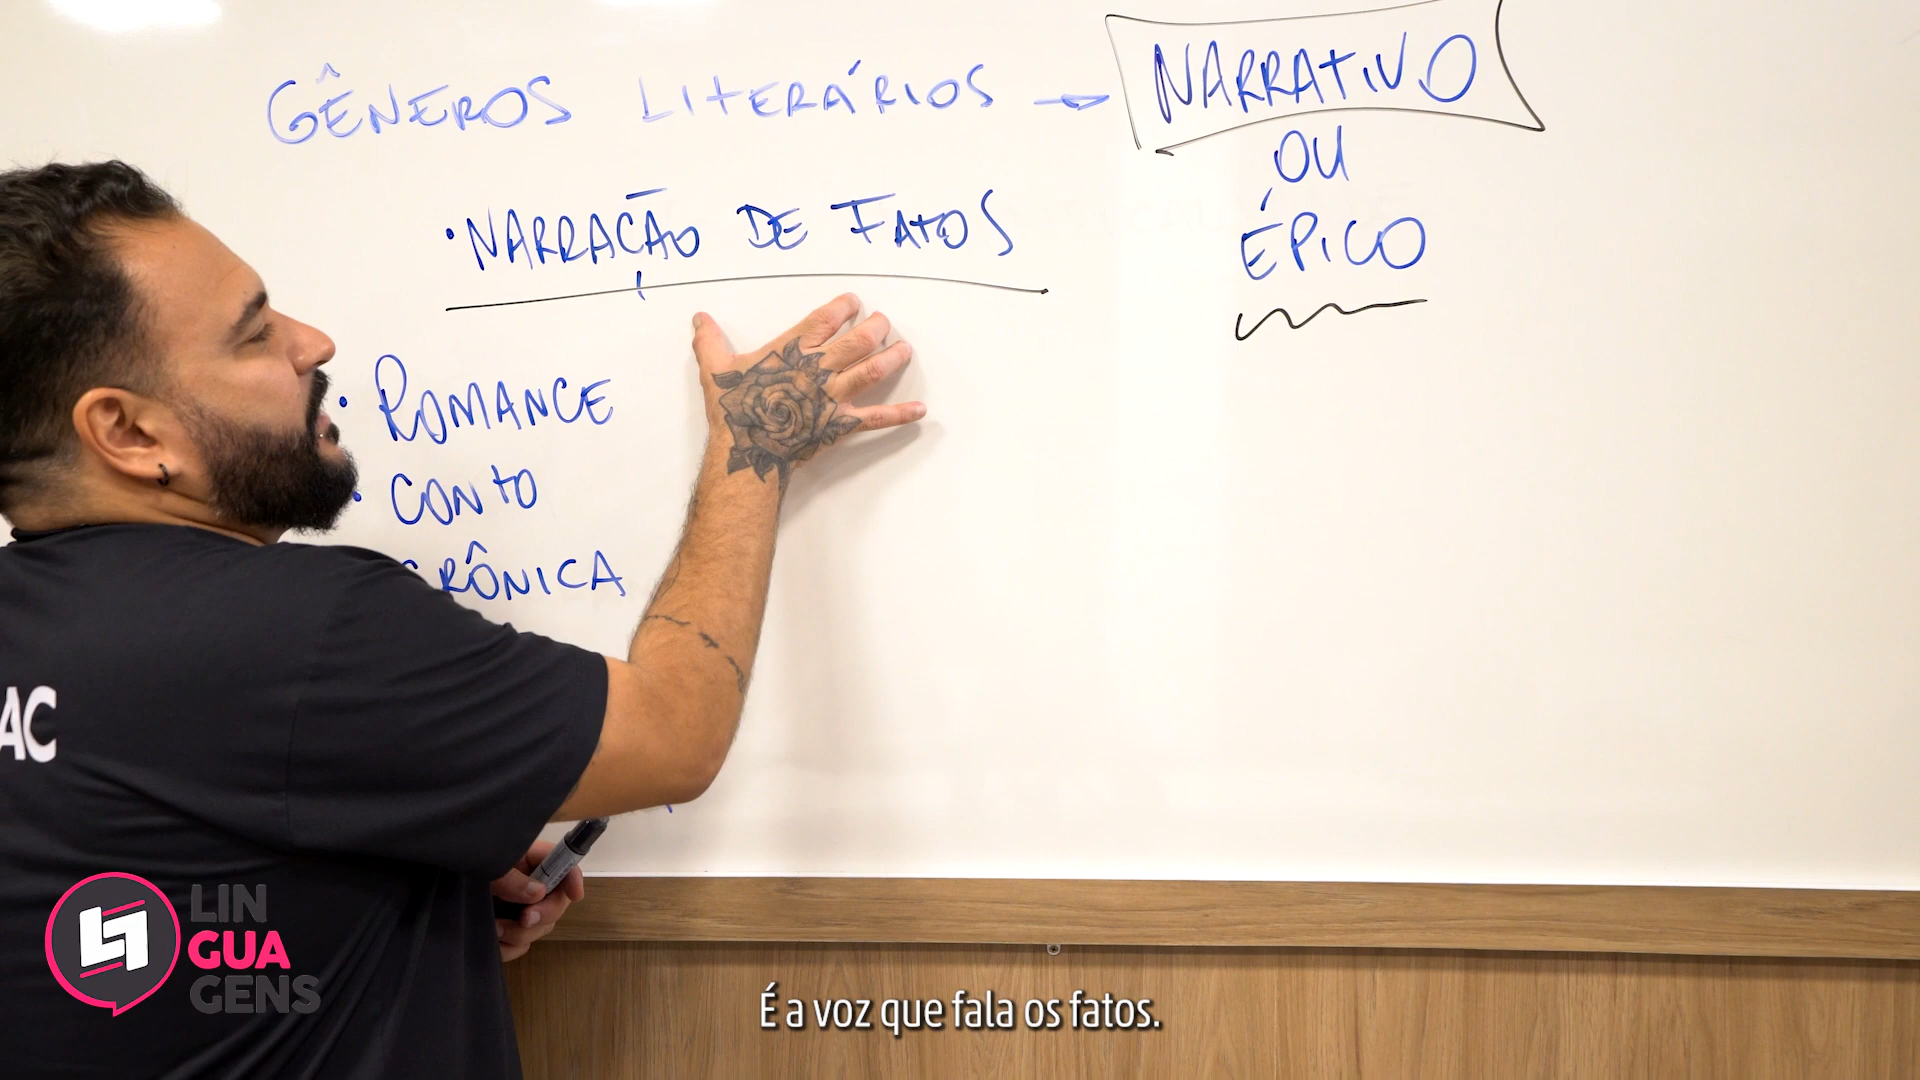 GÊNEROS LITERÁRIOS → NARRATIVO
OU
ÉPICO
• NARRAÇÃO DE FATOS
• ROMANCE
• CONTO
CRÔNICA
AC
LIN
GUA
GENS
É a voz que fala os fatos.